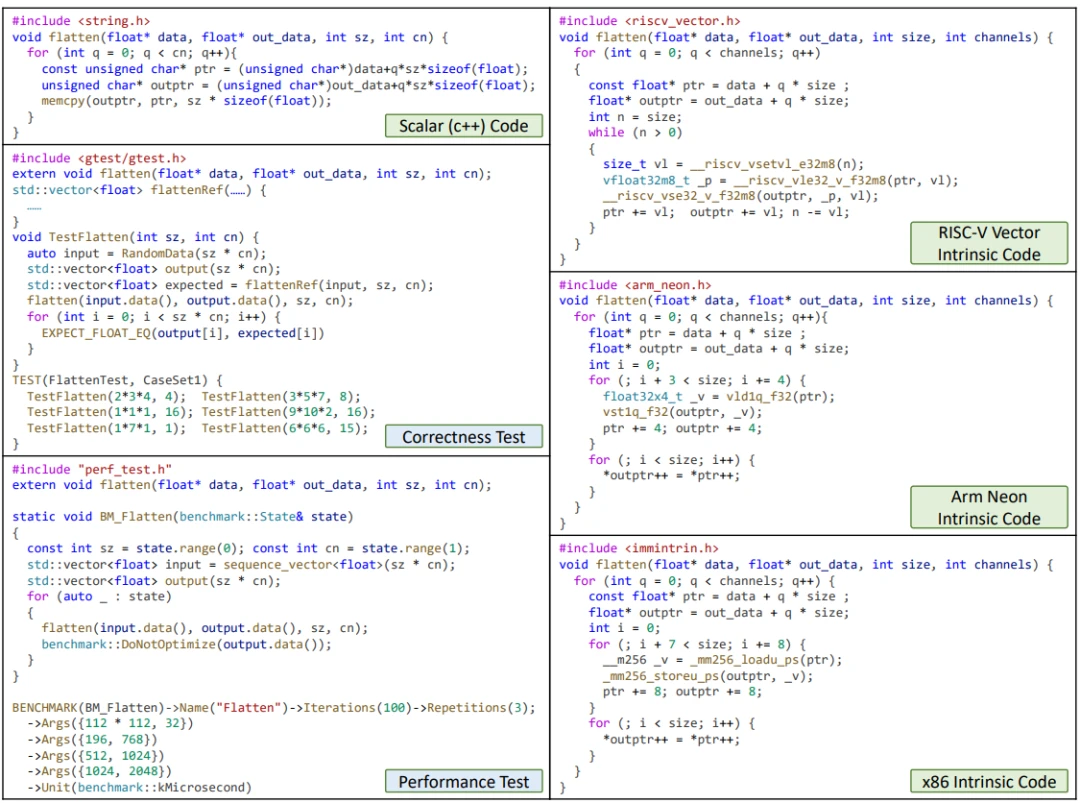 #include <string.h>
void flatten(float* data, float* out_data, int sz, int cn) {
  for (int q = 0; q < cn; q++){
    const unsigned char* ptr = (unsigned char*)data+q*sz*sizeof(float);
    unsigned char* outptr = (unsigned char*)out_data+q*sz*sizeof(float);
    memcpy(outptr, ptr, sz * sizeof(float));
  }
}
Scalar (c++) Code
#include <gtest/gtest.h>
extern void flatten(float* data, float* out_data, int sz, int cn);
std::vector<float> flattenRef(……) {
  ……
}
void TestFlatten(int sz, int cn) {
  auto input = RandomData(sz * cn);
  std::vector<float> output(sz * cn);
  std::vector<float> expected = flattenRef(input, sz, cn);
  flatten(input.data(), output.data(), sz, cn);
  for (int i = 0; i < sz * cn; i++) {
    EXPECT_FLOAT_EQ(output[i], expected[i])
  }
}
TEST(FlattenTest, CaseSet1) {
  TestFlatten(2*3*4, 4);  TestFlatten(3*5*7, 8);
  TestFlatten(1*1*1, 16); TestFlatten(9*10*2, 16);
  TestFlatten(1*7*1, 1);  TestFlatten(6*6*6, 15);
}
Correctness Test
#include "perf_test.h"
extern void flatten(float* data, float* out_data, int sz, int cn);
static void BM_Flatten(benchmark::State& state)
{
  const int sz = state.range(0); const int cn = state.range(1);
  std::vector<float> input = sequence_vector<float>(sz * cn);
  std::vector<float> output(sz * cn);
  for (auto _ : state)
  {
    flatten(input.data(), output.data(), sz, cn);
    benchmark::DoNotOptimize(output.data());
  }
}
BENCHMARK(BM_Flatten)->Name("Flatten")->Iterations(100)->Repetitions(3);
  ->Args({112 * 112, 32})
  ->Args({196, 768})
  ->Args({512, 1024})
  ->Args({1024, 2048})
  ->Unit(benchmark::kMicrosecond)
Performance Test
#include <riscv_vector.h>
void flatten(float* data, float* out_data, int size, int channels) {
  for (int q = 0; q < channels; q++)
  {
    const float* ptr = data + q * size ;
    float* outptr = out_data + q * size;
    int n = size;
    while (n > 0)
    {
      size_t vl = __riscv_vsetvl_e32m8(n);
      vfloat32m8_t _p = __riscv_vle32_v_f32m8(ptr, vl);
      __riscv_vse32_v_f32m8(outptr, _p, vl);
      ptr += vl;  outptr += vl; n -= vl;
    }
  }
}
RISC-V Vector
Intrinsic Code
#include <arm_neon.h>
void flatten(float* data, float* out_data, int size, int channels) {
  for (int q = 0; q < channels; q++){
    float* ptr = data + q * size ;
    float* outptr = out_data + q * size;
    int i = 0;
    for (; i + 3 < size; i += 4) {
      float32x4_t _v = vld1q_f32(ptr);
      vst1q_f32(outptr, _v);
      ptr += 4; outptr += 4;
    }
    for (; i < size; i++) {
      *outptr++ = *ptr++;
    }
  }
}
Arm Neon
Intrinsic Code
#include <immintrin.h>
void flatten(float* data, float* out_data, int size, int channels) {
  for (int q = 0; q < channels; q++) {
    const float* ptr = data + q * size ;
    float* outptr = out_data + q * size;
    int i = 0;
    for (; i + 7 < size; i += 8) {
      __m256 _v = _mm256_loadu_ps(ptr);
      _mm256_storeu_ps(outptr, _v);
      ptr += 8; outptr += 8;
    }
    for (; i < size; i++) {
      *outptr++ = *ptr++;
    }
  }
}
x86 Intrinsic Code